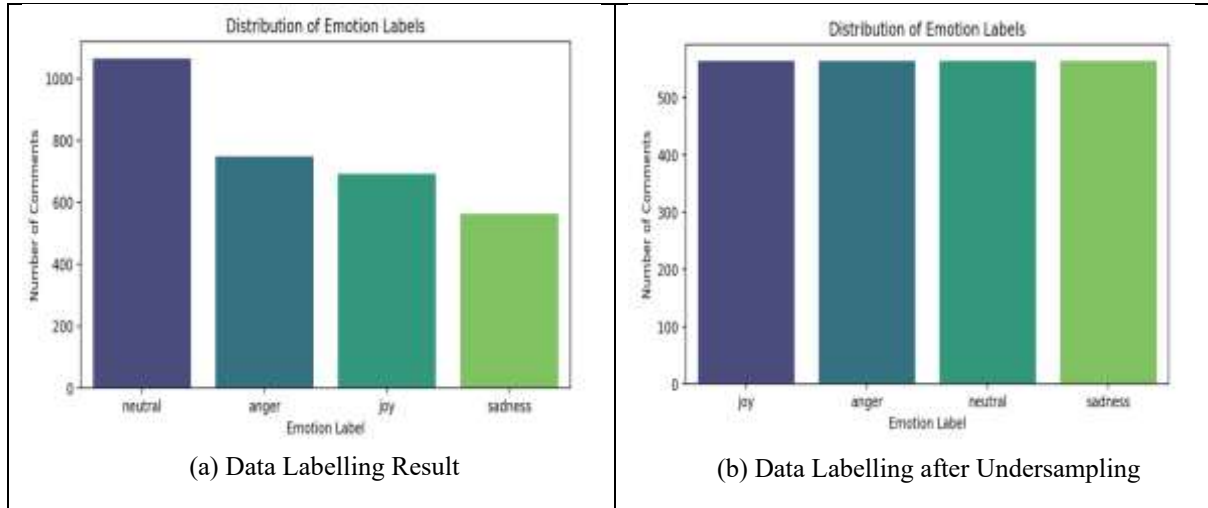 Distribution of Emotion Labels
Number of Comments
1000
800
600
400
200
0
neutral anger joy sadness
Emotion Label
(a) Data Labelling Result
Distribution of Emotion Labels
Number of Comments
500
400
300
200
100
0
joy anger neutral sadness
Emotion Label
(b) Data Labelling after Undersampling